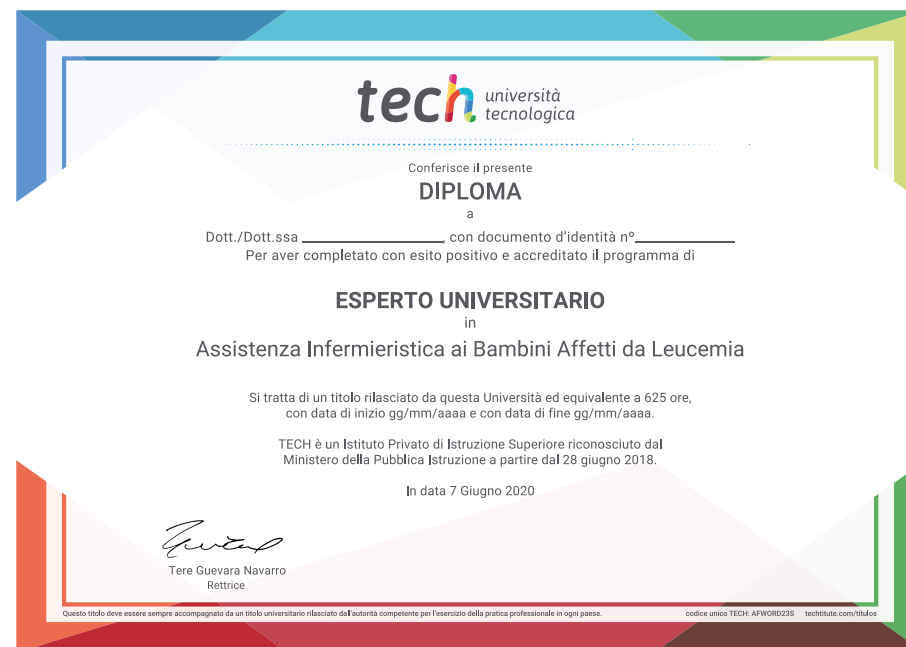 tech università
tecnologica
Conferisce il presente
DIPLOMA
a
Dott./Dott.ssa ____________________, con documento d'identità nº______________
Per aver completato con esito positivo e accreditato il programma di
ESPERTO UNIVERSITARIO
in
Assistenza Infermieristica ai Bambini Affetti da Leucemia
Si tratta di un titolo rilasciato da questa Università ed equivalente a 625 ore,
con data di inizio gg/mm/aaaa e con data di fine gg/mm/aaaa.
TECH è un Istituto Privato di Istruzione Superiore riconosciuto dal
Ministero della Pubblica Istruzione a partire dal 28 giugno 2018.
In data 7 Giugno 2020
Tere Guevara Navarro
Rettrice
Questo titolo deve essere sempre accompagnato da un titolo universitario rilasciato dall'autorità competente per l'esercizio della pratica professionale in ogni paese. codice unico TECH: AFWORD23S techtitute.com/titulos